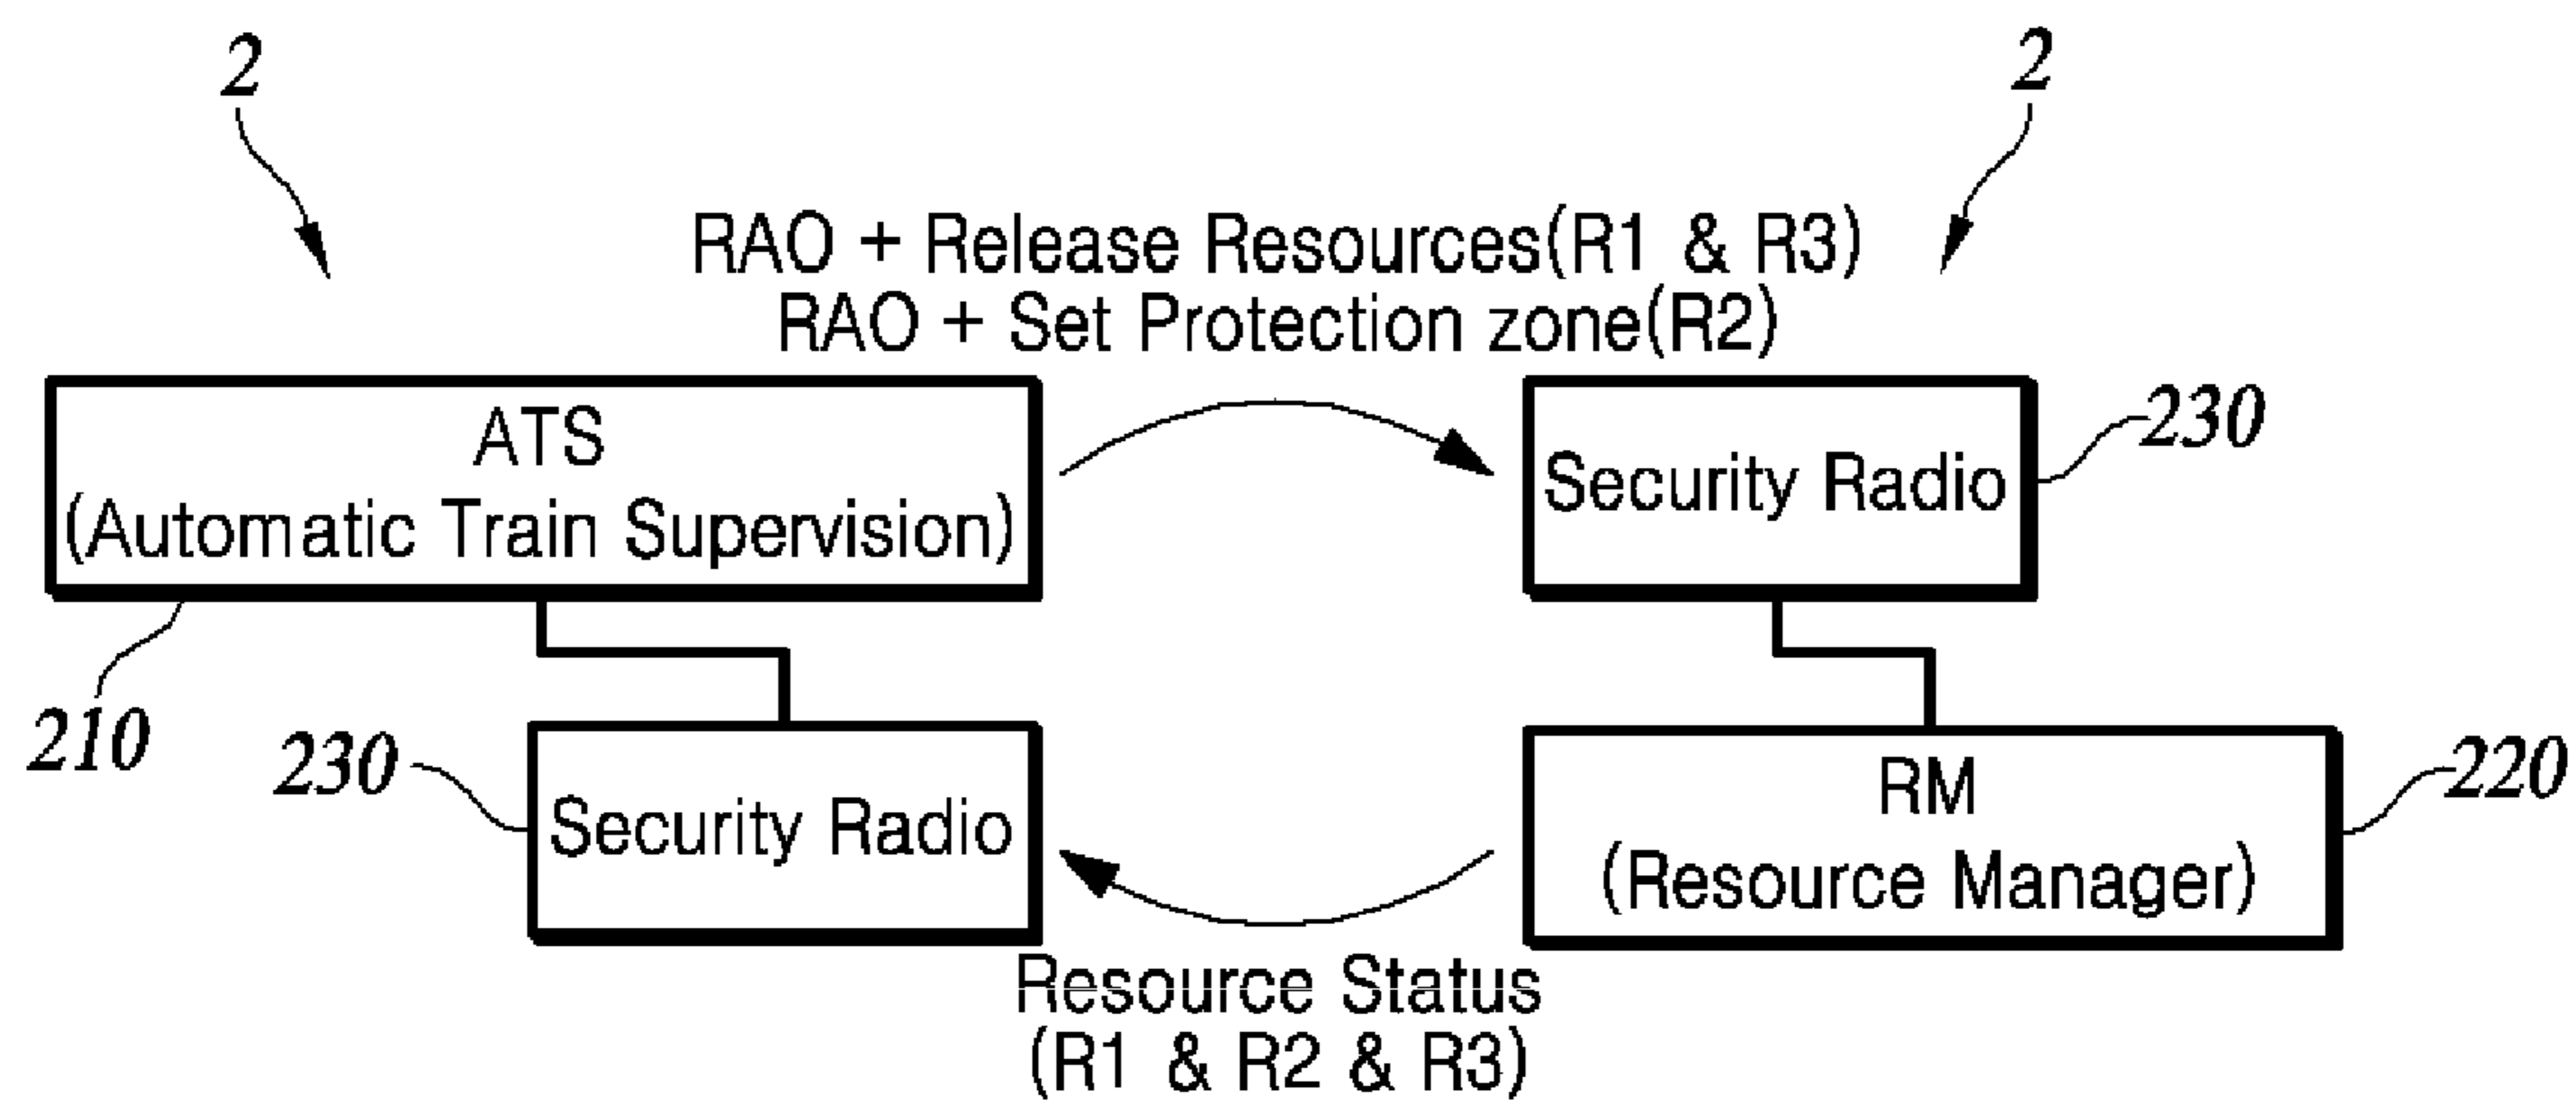 2
2
RAO + Release Resources(R1 & R3)
RAO + Set Protection zone(R2)
ATS
(Automatic Train Supervision)
Security Radio
230
210
230
Security Radio
RM
(Resource Manager)
220
Resource Status
(R1 & R2 & R3)